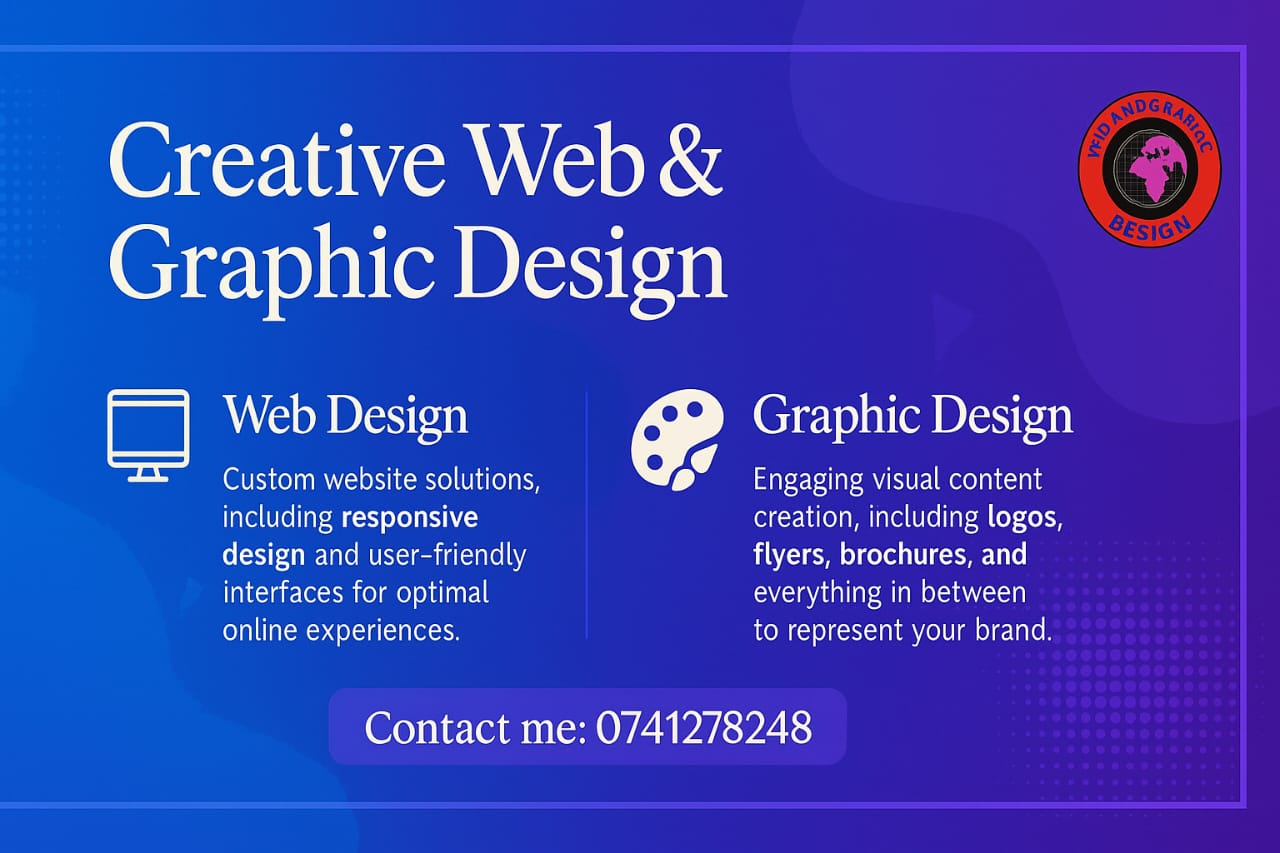 Creative Web &
Graphic Design
BESIGN
Web Design
Custom website solutions,
including responsive
design and user-friendly
interfaces for optimal
online experiences.
Graphic Design
Engaging visual content
creation, including logos,
flyers, brochures, and
everything in between
to represent your brand.
Contact me: 0741278248